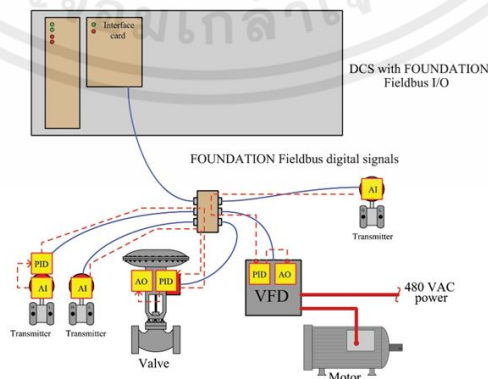 Interface
card
DCS with FOUNDATION
Fieldbus I/O
FOUNDATION Fieldbus digital signals
AI
Transmitter
PID
AI
Transmitter
AI
Transmitter
AO
PID
Valve
PID
AO
VFD
480 VAC
power
Motor